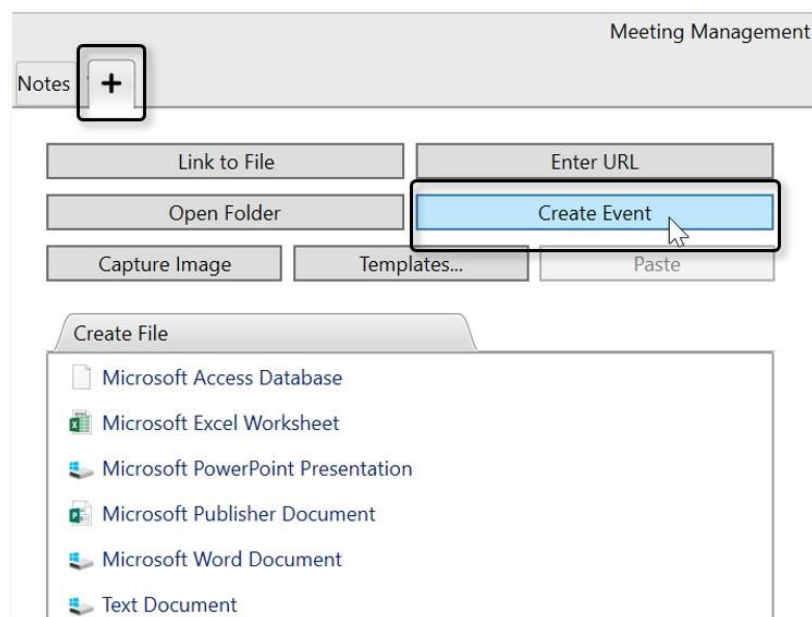 Meeting Management
Notes +
Link to File Enter URL
Open Folder Create Event
Capture Image Templates... Paste
Create File
Microsoft Access Database
Microsoft Excel Worksheet
Microsoft PowerPoint Presentation
Microsoft Publisher Document
Microsoft Word Document
Text Document